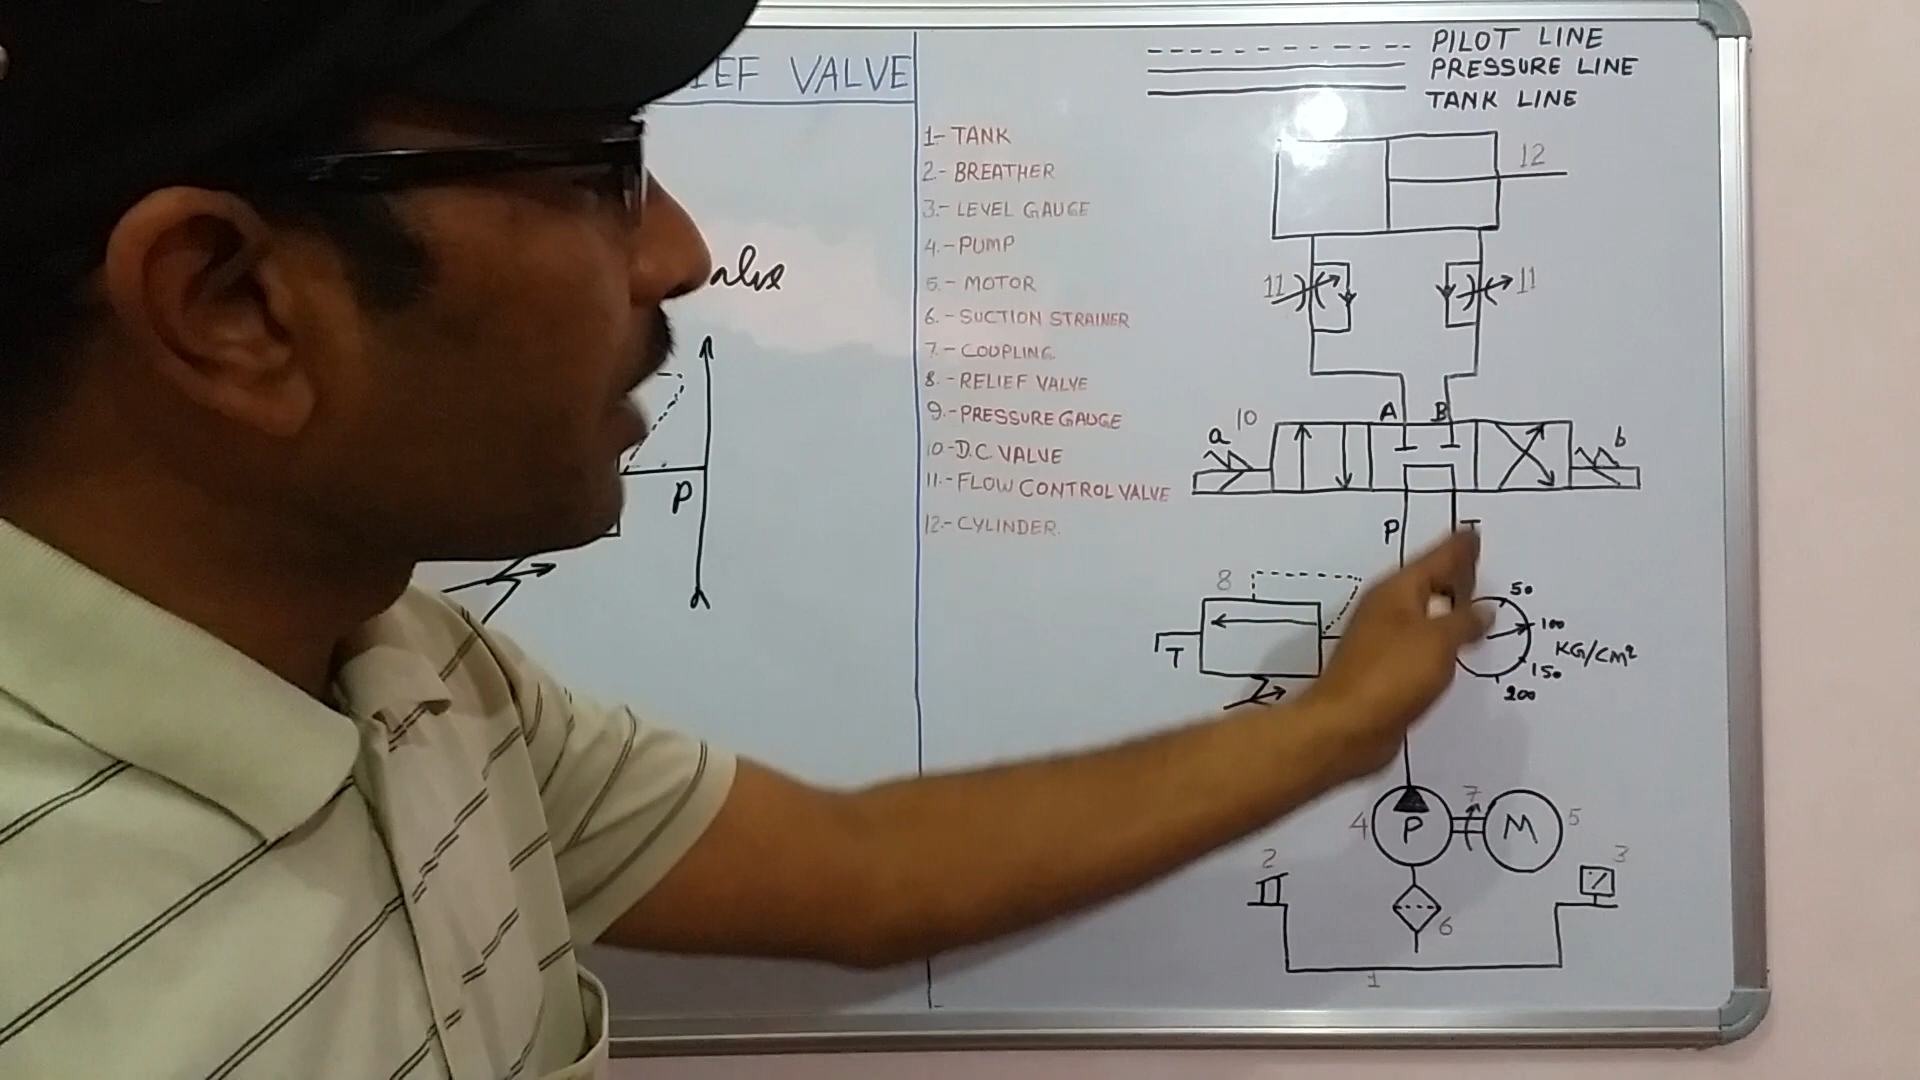 VALVE
P
PILOT LINE
PRESSURE LINE
TANK LINE
1- TANK
2- BREATHER
3.- LEVEL GAUGE
4.- PUMP
5.- MOTOR
6.- SUCTION STRAINER
7.- COUPLING
8.- RELIEF VALVE
9.- PRESSURE GAUGE
10-D.C. VALVE
11.- FLOW CONTROL VALVE
12.- CYLINDER.
12
11
11
A
B
10
a
b
P
T
8
T
50
100
150
200
KG/CM²
4
P
7
M
5
2
3
6
1